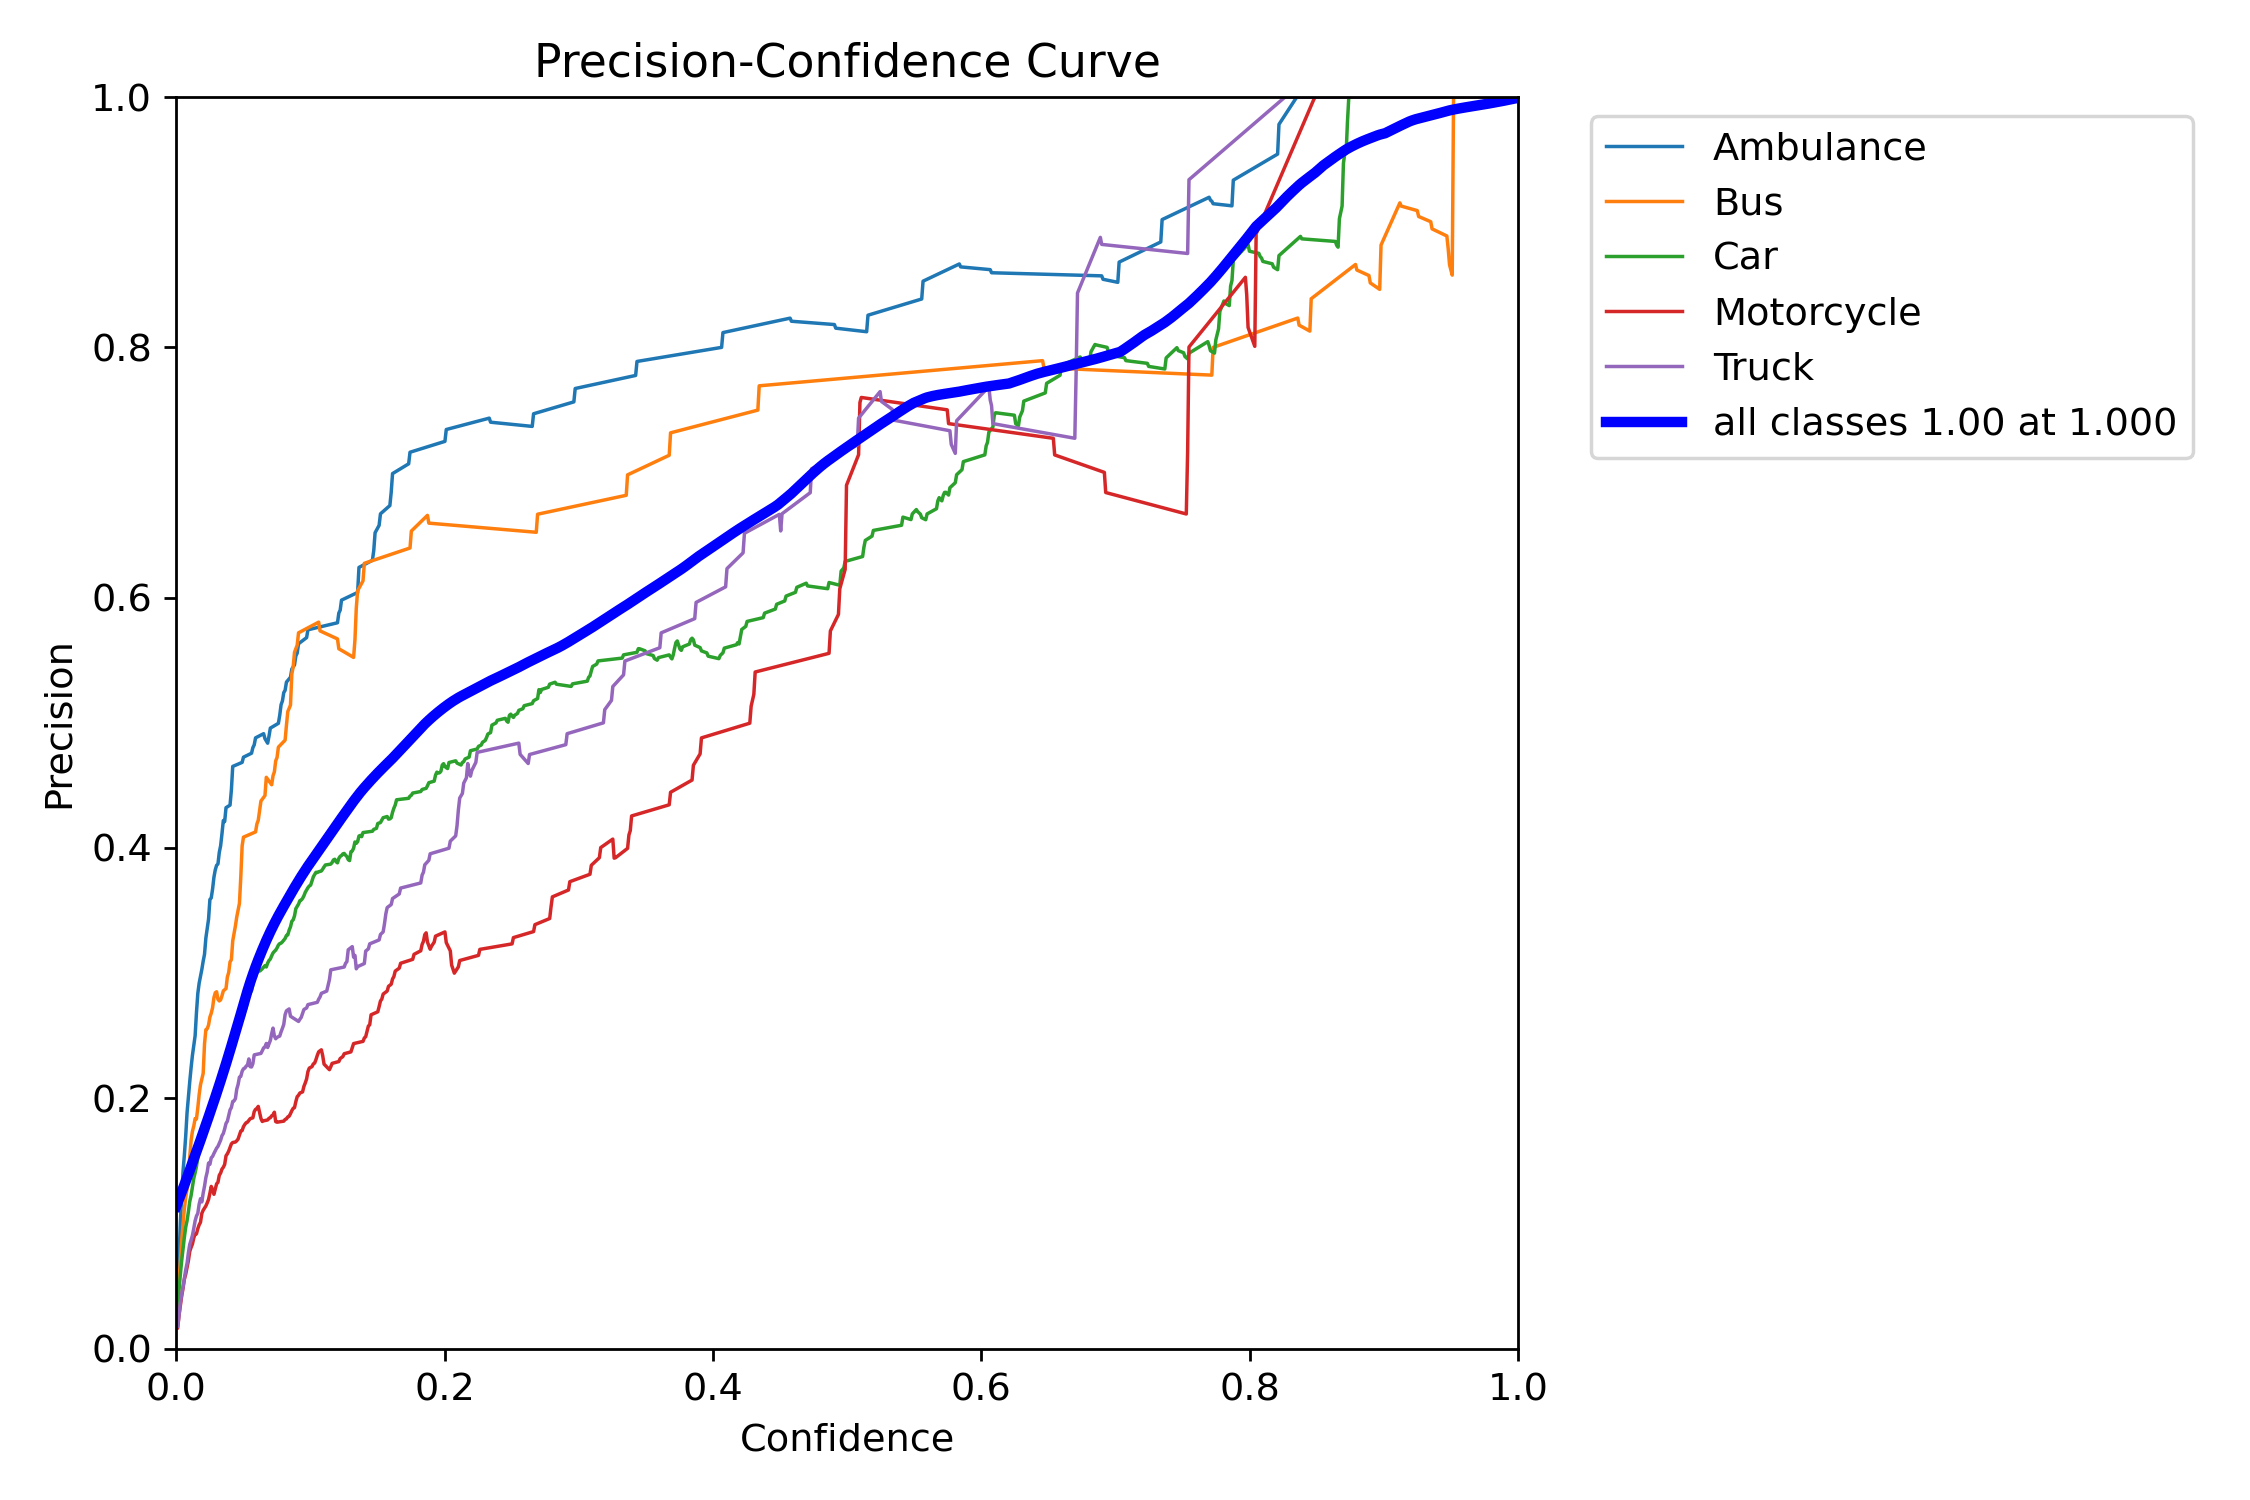 Precision-Confidence Curve
1.0
0.8
0.6
0.4
0.2
0.0
Precision
0.0 0.2 0.4 0.6 0.8 1.0
Confidence
Ambulance
Bus
Car
Motorcycle
Truck
all classes 1.00 at 1.000